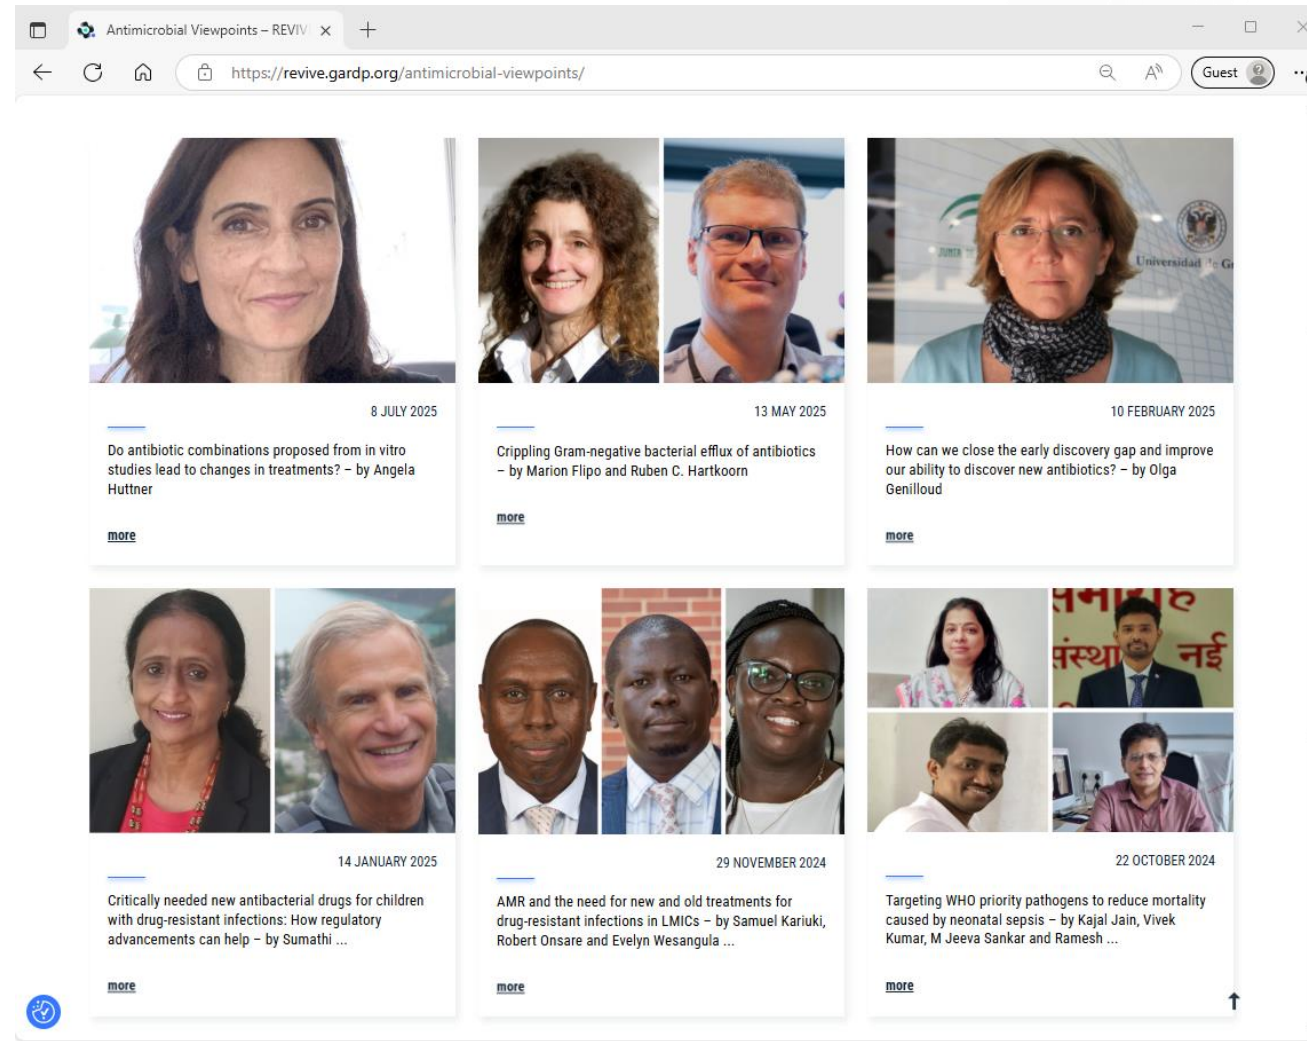 Antimicrobial Viewpoints – REVIV
https://revive.gardp.org/antimicrobial-viewpoints/
Guest
Universidad de Gr
8 JULY 2025
Do antibiotic combinations proposed from in vitro
studies lead to changes in treatments? – by Angela
Huttner
more
13 MAY 2025
Crippling Gram-negative bacterial efflux of antibiotics
– by Marion Flipo and Ruben C. Hartkoorn
more
10 FEBRUARY 2025
How can we close the early discovery gap and improve
our ability to discover new antibiotics? – by Olga
Genilloud
more
संस्था नई
14 JANUARY 2025
Critically needed new antibacterial drugs for children
with drug-resistant infections: How regulatory
advancements can help – by Sumathi ...
more
29 NOVEMBER 2024
AMR and the need for new and old treatments for
drug-resistant infections in LMICs – by Samuel Kariuki,
Robert Onsare and Evelyn Wesangula ...
more
22 OCTOBER 2024
Targeting WHO priority pathogens to reduce mortality
caused by neonatal sepsis – by Kajal Jain, Vivek
Kumar, M Jeeva Sankar and Ramesh ...
more